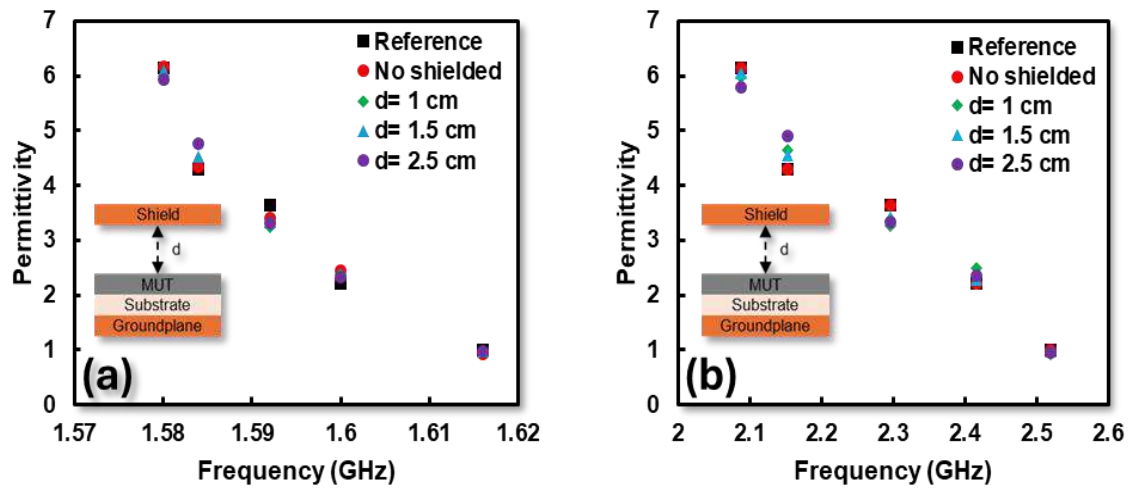 7
6
5
4
3
2
1
0
Permittivity
Reference
No shielded
d= 1 cm
d= 1.5 cm
d= 2.5 cm
Shield
d
MUT
Substrate
Groundplane
(a)
1.57 1.58 1.59 1.6 1.61 1.62
Frequency (GHz)
7
6
5
4
3
2
1
0
Permittivity
Reference
No shielded
d= 1 cm
d= 1.5 cm
d= 2.5 cm
Shield
d
MUT
Substrate
Groundplane
(b)
2 2.1 2.2 2.3 2.4 2.5 2.6
Frequency (GHz)